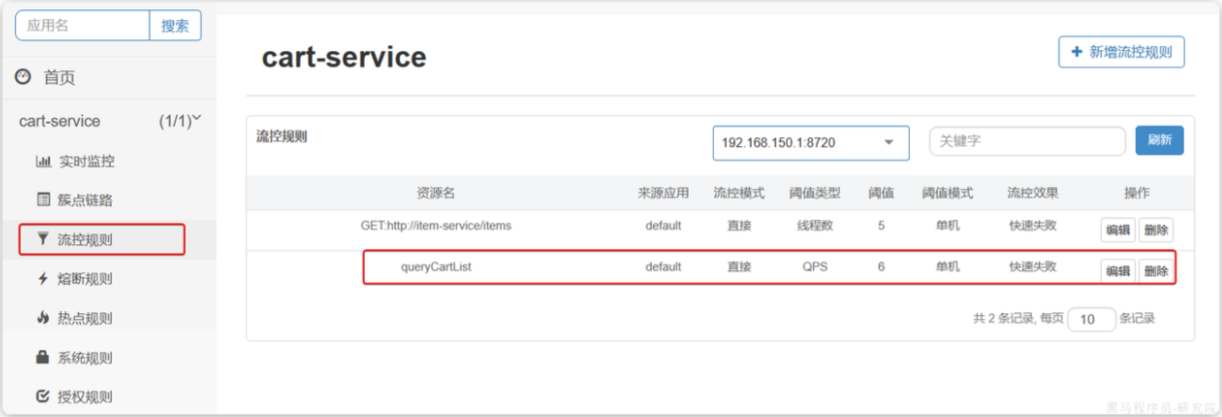 应用名 搜索
首页
cart-service (1/1)
实时监控
簇点链路
流控规则
熔断规则
热点规则
系统规则
授权规则
cart-service
新增流控规则
流控规则 192.168.150.1:8720 关键字 刷新
资源名 来源应用 流控模式 阈值类型 阈值 阈值模式 流控效果 操作
GET:http://item-service/items default 直接 线程数 5 单机 快速失败 编辑 删除
queryCartList default 直接 QPS 6 单机 快速失败 编辑 删除
共 2 条记录, 每页 10 条记录
黑马程序员-研究院